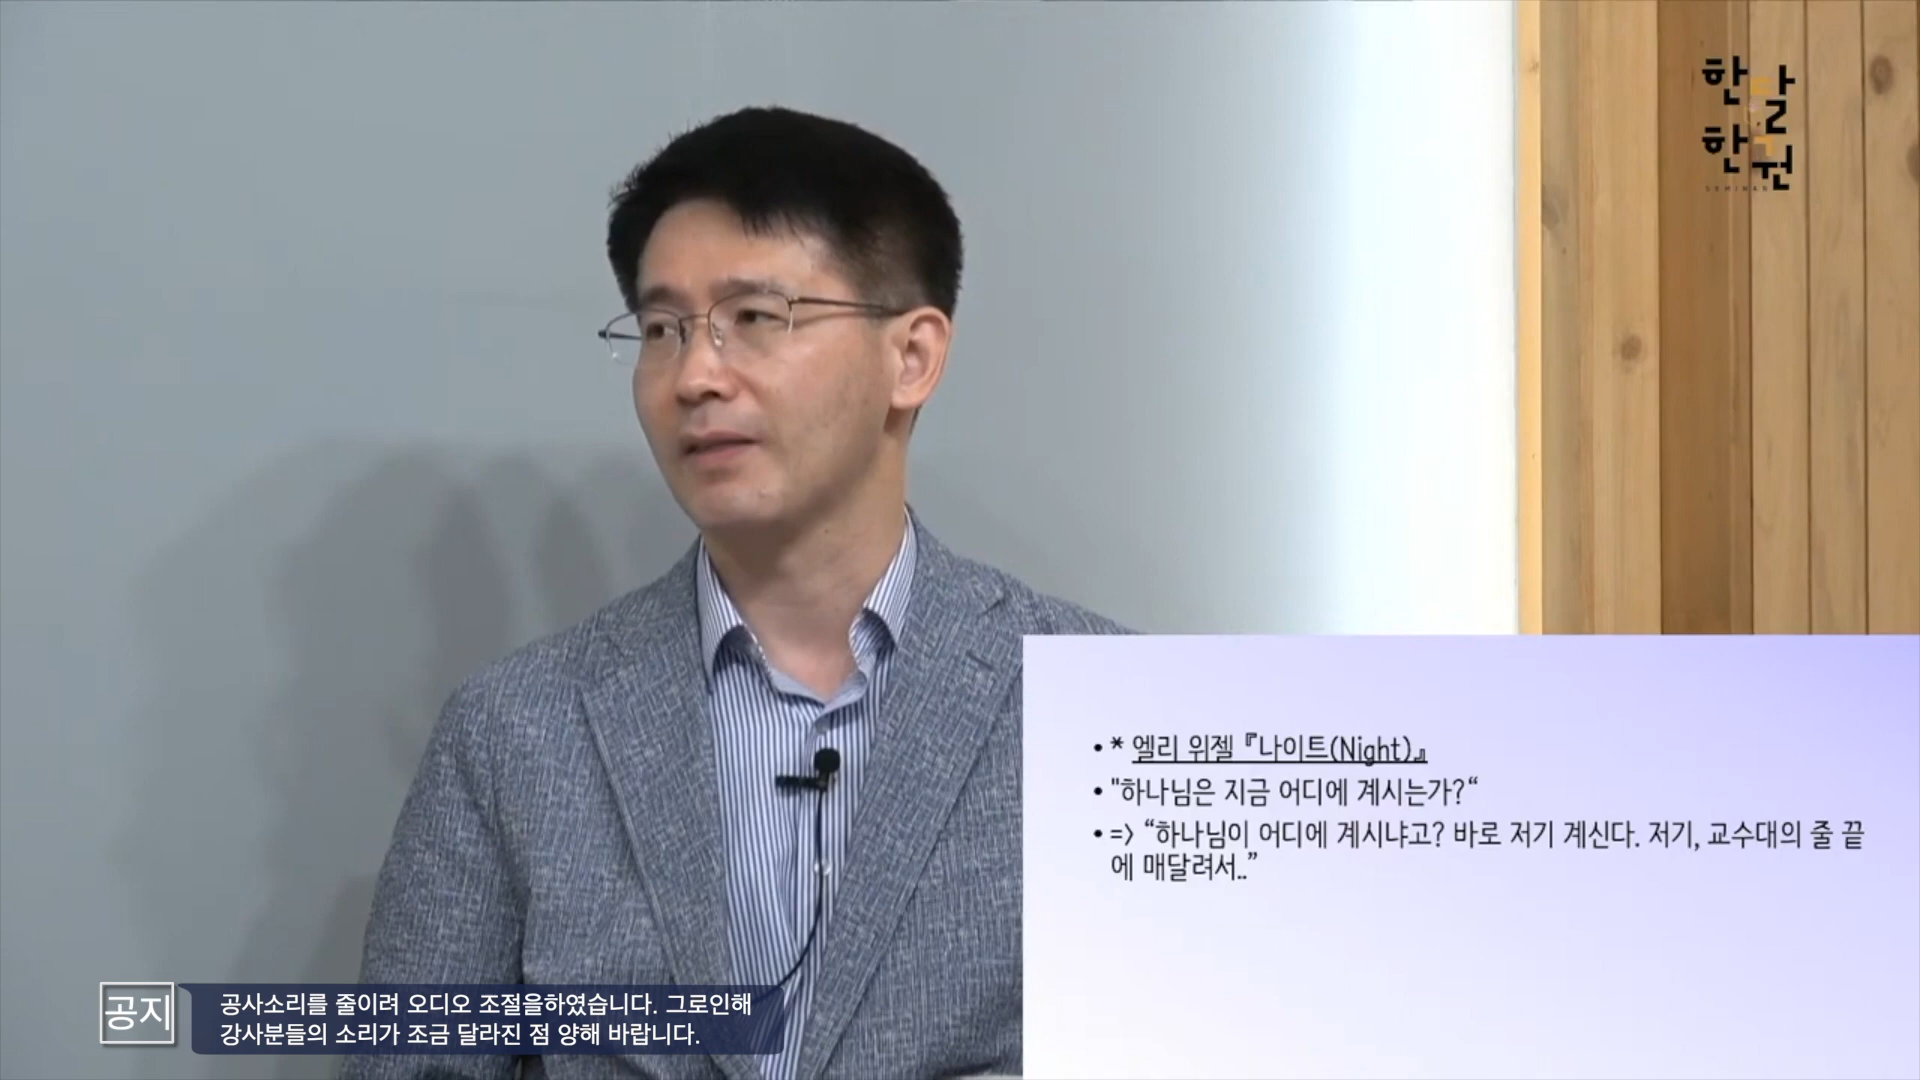 한달
한권
SEMINAR
• * 엘리 위젤 『나이트(Night)』
• "하나님은 지금 어디에 계시는가?“
• => “하나님이 어디에 계시냐고? 바로 저기 계신다. 저기, 교수대의 줄 끝
에 매달려서..”
공지
공사소리를 줄이려 오디오 조절을하였습니다. 그로인해
강사분들의 소리가 조금 달라진 점 양해 바랍니다.